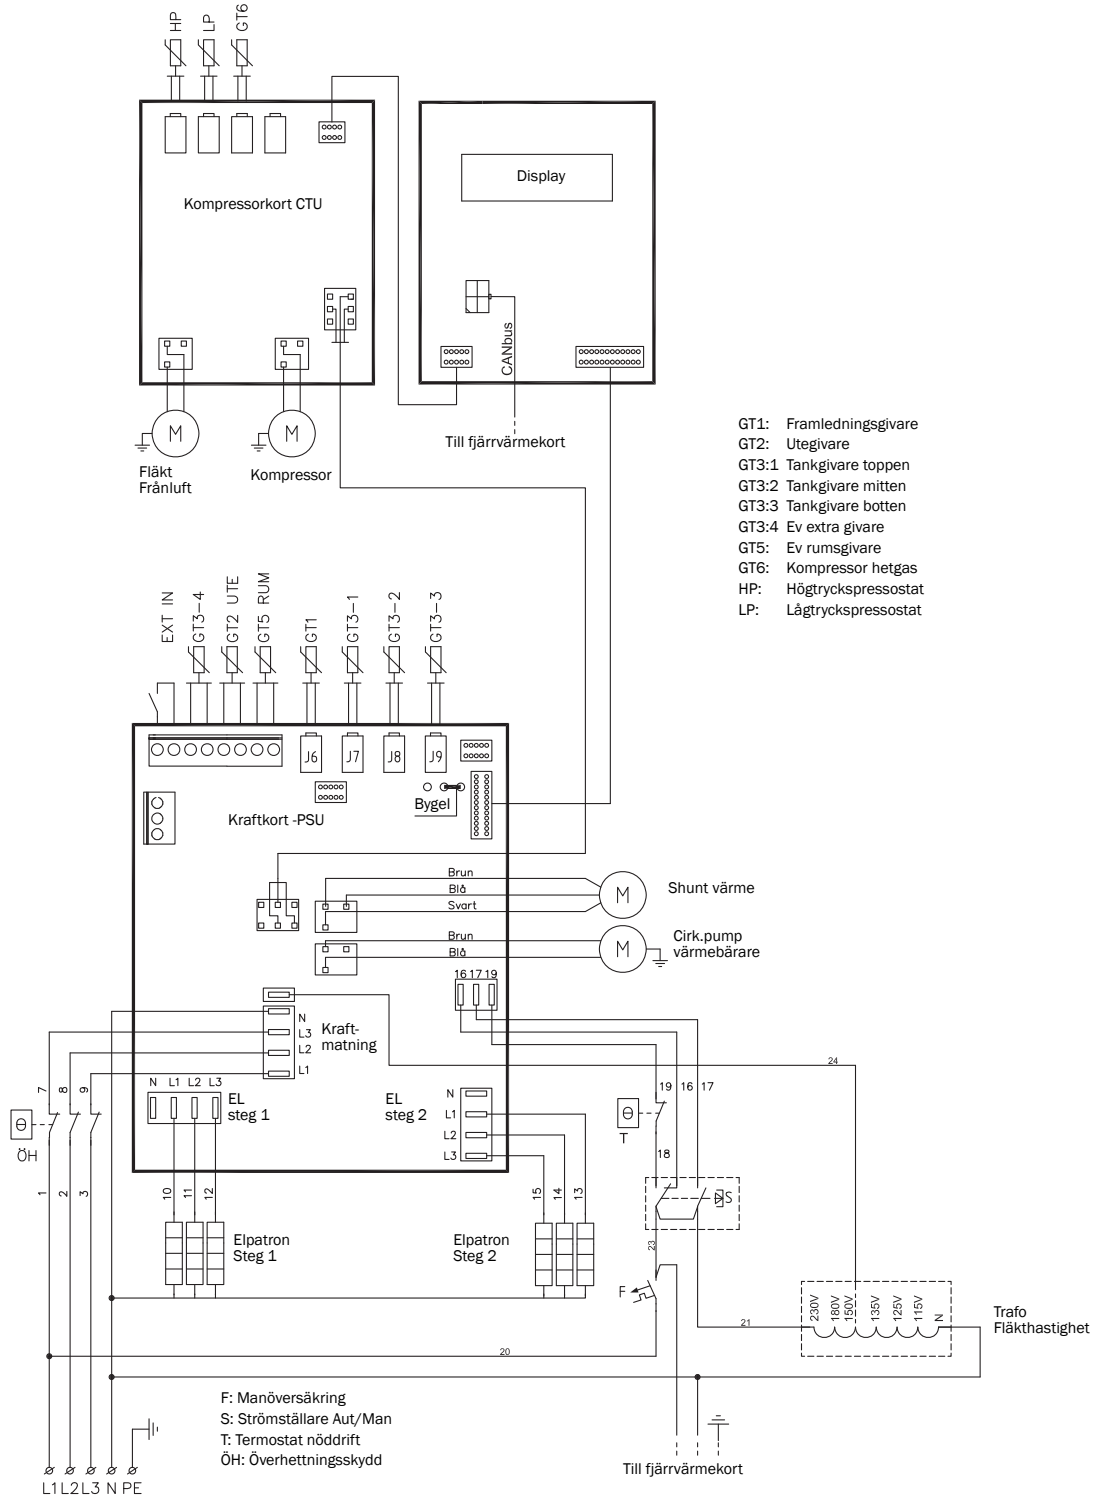 HP
LP
GT6
Kompressorkort CTU
Display
CANbus
M
M
Fläkt
Frånluft
Kompressor
Till fjärrvärmekort
GT1: Framledningsgivare
GT2: Utegivare
GT3:1 Tankgivare toppen
GT3:2 Tankgivare mitten
GT3:3 Tankgivare botten
GT3:4 Ev extra givare
GT5: Ev rumsgivare
GT6: Kompressor hetgas
HP: Högtryckspressostat
LP: Lågtryckspressostat
EXT IN
GT3-4
GT2 UTE
GT5 RUM
GT1
GT3-1
GT3-2
GT3-3
J6
J7
J8
J9
Bygel
Kraftkort -PSU
Brun
Blå
Svart
M
Shunt värme
Brun
Blå
M
Cirk.pump
värmebärare
16 17 19
N
L3
L2
L1
Kraft-
matning
24
7
8
9
N L1 L2 L3
EL
steg 1
EL
steg 2
N
L1
L2
L3
19 16 17
T
18
ÖH
1
2
3
10
11
12
15
14
13
S
Elpatron
Steg 1
Elpatron
Steg 2
23
F
21
230V
180V
150V
135V
125V
115V
N
Trafo
Fläkthastighet
20
F: Manöversäkring
S: Strömställare Aut/Man
T: Termostat nöddrift
ÖH: Överhettningsskydd
Till fjärrvärmekort
L1 L2 L3 N PE